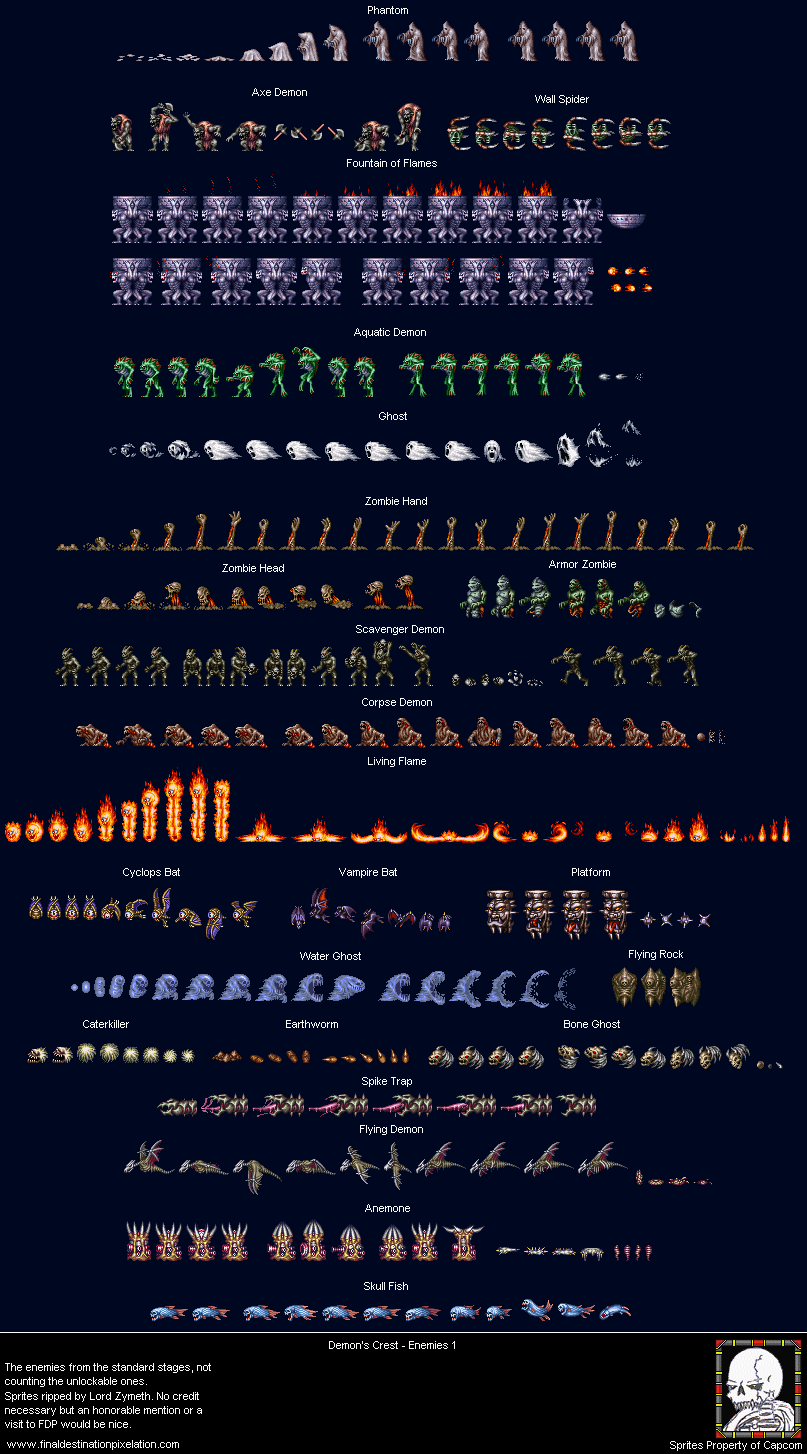 Phantom
Axe Demon
Wall Spider
Fountain of Flames
Aquatic Demon
Ghost
Zombie Hand
Zombie Head
Armor Zombie
Scavenger Demon
Corpse Demon
Living Flame
Cyclops Bat
Vampire Bat
Platform
Water Ghost
Flying Rock
Caterkiller
Earthworm
Bone Ghost
Spike Trap
Flying Demon
Anemone
Skull Fish
Demon's Crest - Enemies 1
The enemies from the standard stages, not
counting the unlockable ones.
Sprites ripped by Lord Zymeth. No credit
necessary but an honorable mention or a
visit to FDP would be nice.
www.finaldestinationpixelation.com
Sprites Property of Capcom